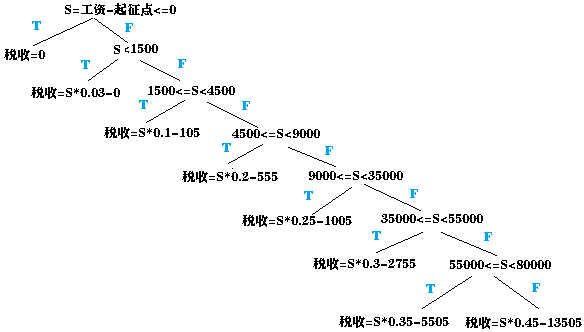 S=工资-起征点<=0
T
F
税收=0
S<1500
T
F
税收=S*0.03-0
1500<=S<4500
T
F
税收=S*0.1-105
4500<=S<9000
T
F
税收=S*0.2-555
9000<=S<35000
T
F
税收=S*0.25-1005
35000<=S<55000
T
F
税收=S*0.3-2755
55000<=S<80000
T
F
税收=S*0.35-5505
税收=S*0.45-13505